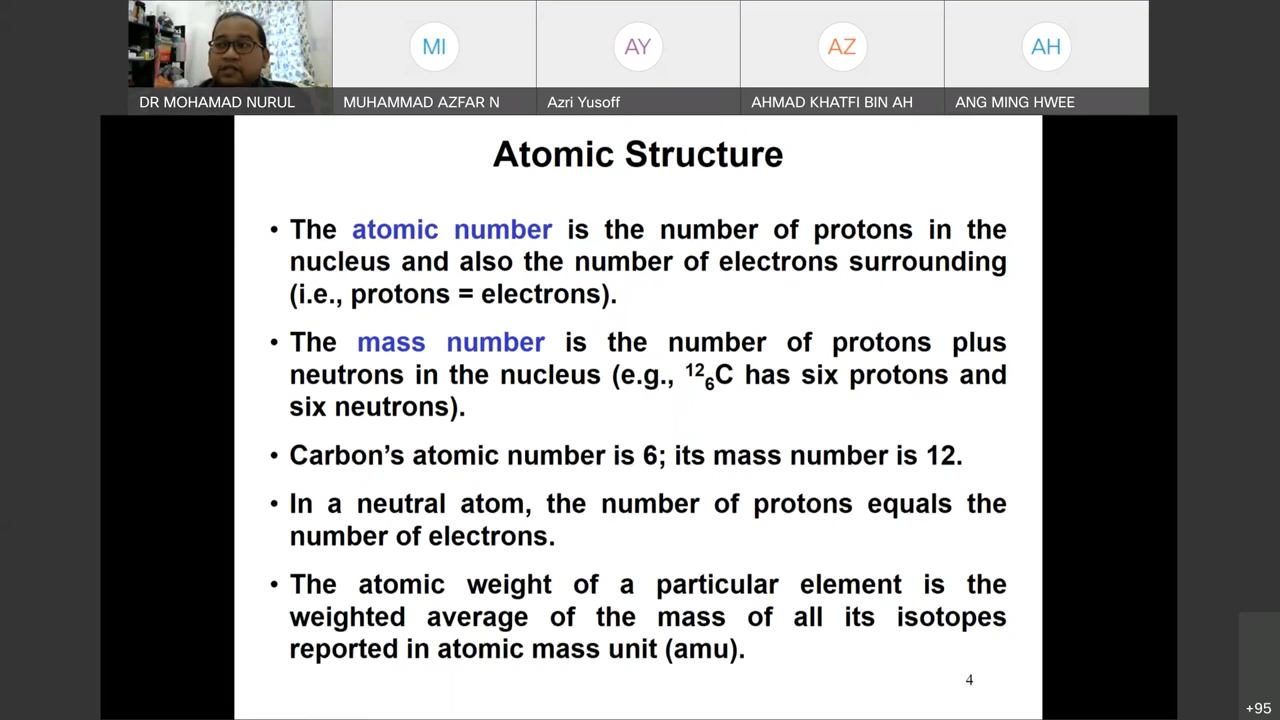 MI
AY
AZ
AH
DR MOHAMAD NURUL
MUHAMMAD AZFAR N
Azri Yusoff
AHMAD KHATFI BIN AH
ANG MING HWEE
Atomic Structure
• The atomic number is the number of protons in the
nucleus and also the number of electrons surrounding
(i.e., protons = electrons).
• The mass number is the number of protons plus
neutrons in the nucleus (e.g., ¹²₆C has six protons and
six neutrons).
• Carbon’s atomic number is 6; its mass number is 12.
• In a neutral atom, the number of protons equals the
number of electrons.
• The atomic weight of a particular element is the
weighted average of the mass of all its isotopes
reported in atomic mass unit (amu).
4
+95